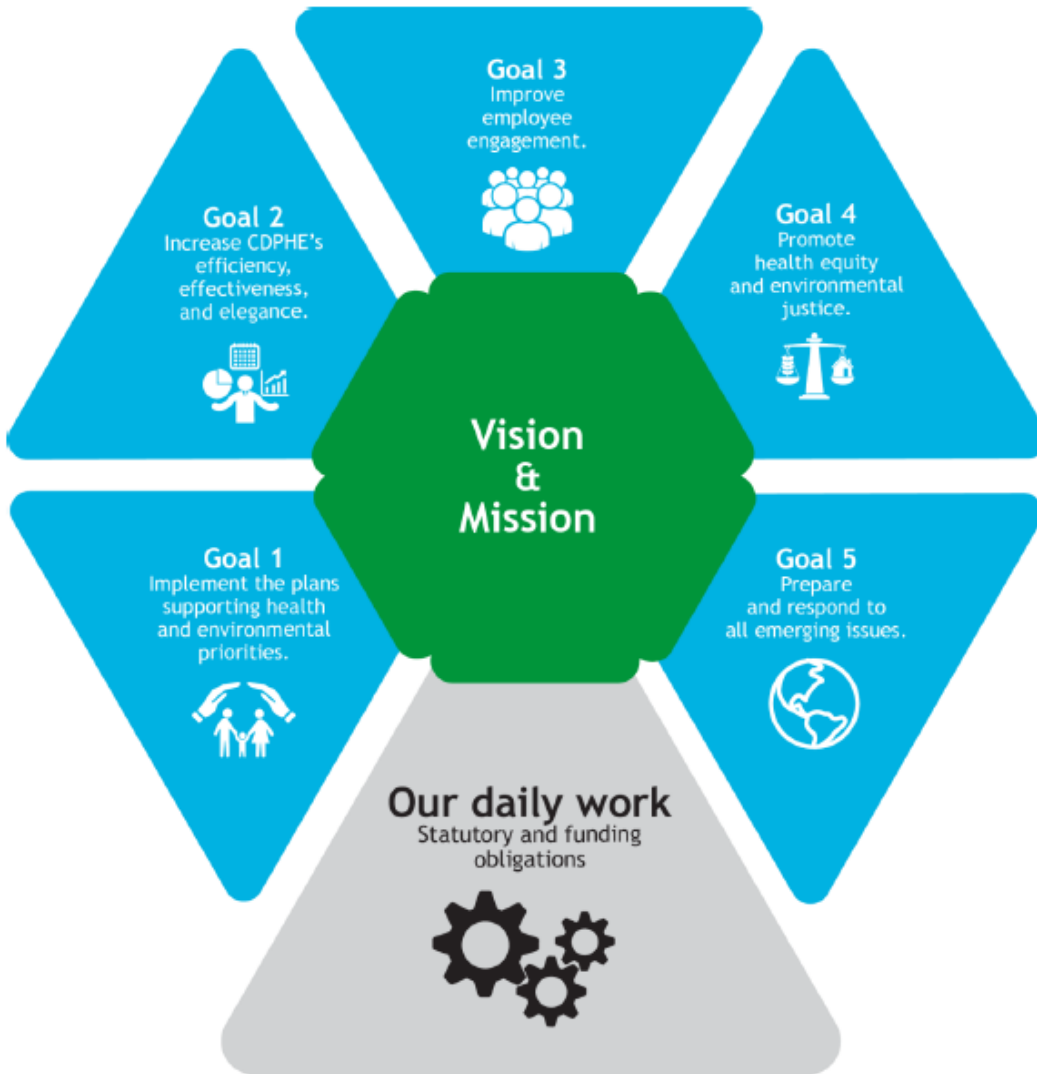 Goal 3
Improve
employee
engagement.
Goal 2
Increase CDPHE's
efficiency,
effectiveness,
and elegance.
Goal 4
Promote
health equity
and environmental
justice.
Vision
&
Mission
Goal 1
Implement the plans
supporting health
and environmental
priorities.
Goal 5
Prepare
and respond to
all emerging issues.
Our daily work
Statutory and funding
obligations